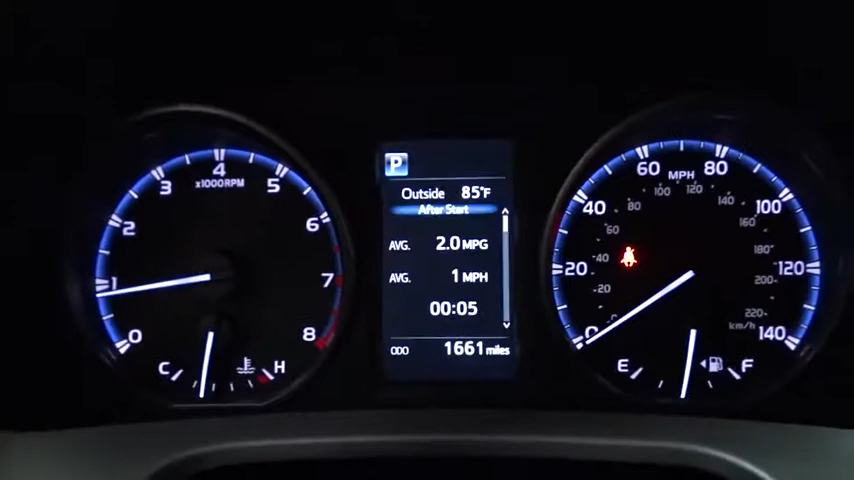 P
Outside 85°F
After Start
AVG. 2.0 MPG
AVG. 1 MPH
00:05
ODO 1661 miles
0
1
2
3
4
5
6
7
8
x1000RPM
C H
0
20
40
60
80
100
120
140
MPH
0
20
40
60
80
100
120
140
160
180
200
220
km/h
E F